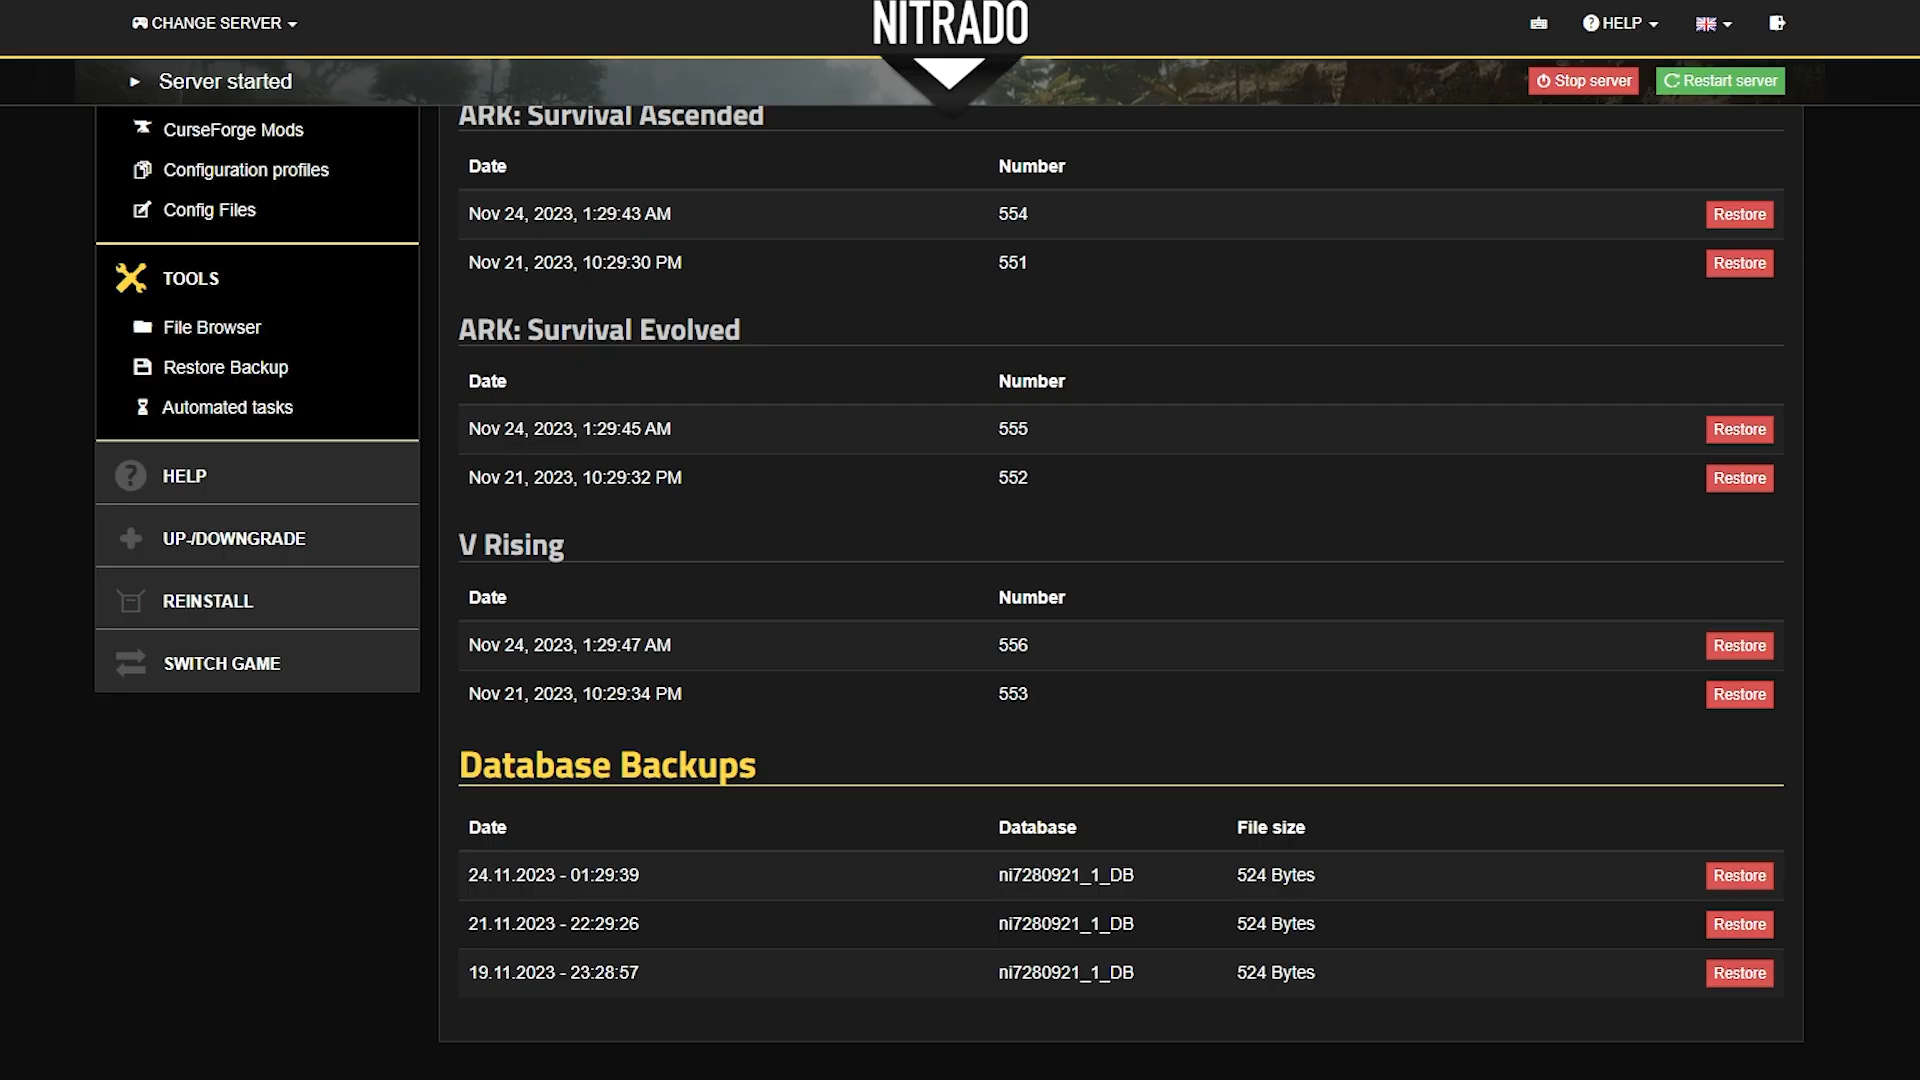 CHANGE SERVER
NITRADO
HELP
Server started
Stop server
Restart server
CurseForge Mods
Configuration profiles
Config Files
TOOLS
File Browser
Restore Backup
Automated tasks
HELP
UP-/DOWNGRADE
REINSTALL
SWITCH GAME
ARK: Survival Ascended
Date Number
Nov 24, 2023, 1:29:43 AM 554 Restore
Nov 21, 2023, 10:29:30 PM 551 Restore
ARK: Survival Evolved
Date Number
Nov 24, 2023, 1:29:45 AM 555 Restore
Nov 21, 2023, 10:29:32 PM 552 Restore
V Rising
Date Number
Nov 24, 2023, 1:29:47 AM 556 Restore
Nov 21, 2023, 10:29:34 PM 553 Restore
Database Backups
Date Database File size
24.11.2023 - 01:29:39 ni7280921_1_DB 524 Bytes Restore
21.11.2023 - 22:29:26 ni7280921_1_DB 524 Bytes Restore
19.11.2023 - 23:28:57 ni7280921_1_DB 524 Bytes Restore